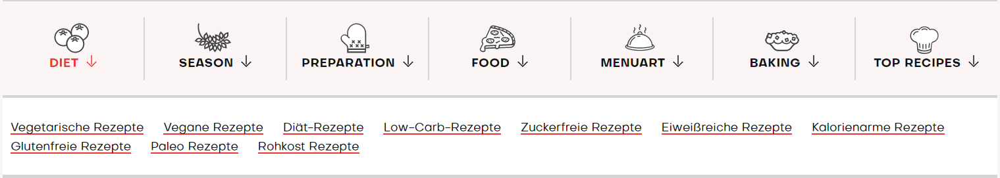 DIET SEASON PREPARATION FOOD MENUART BAKING TOP RECIPES
Vegetarische Rezepte Vegane Rezepte Diät-Rezepte Low-Carb-Rezepte Zuckerfreie Rezepte Eiweißreiche Rezepte Kalorienarme Rezepte
Glutenfreie Rezepte Paleo Rezepte Rohkost Rezepte